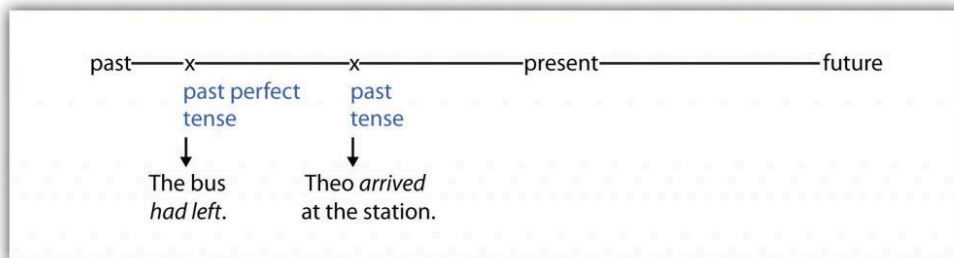 past x x present future
past perfect past
tense tense
The bus Theo arrived
had left. at the station.